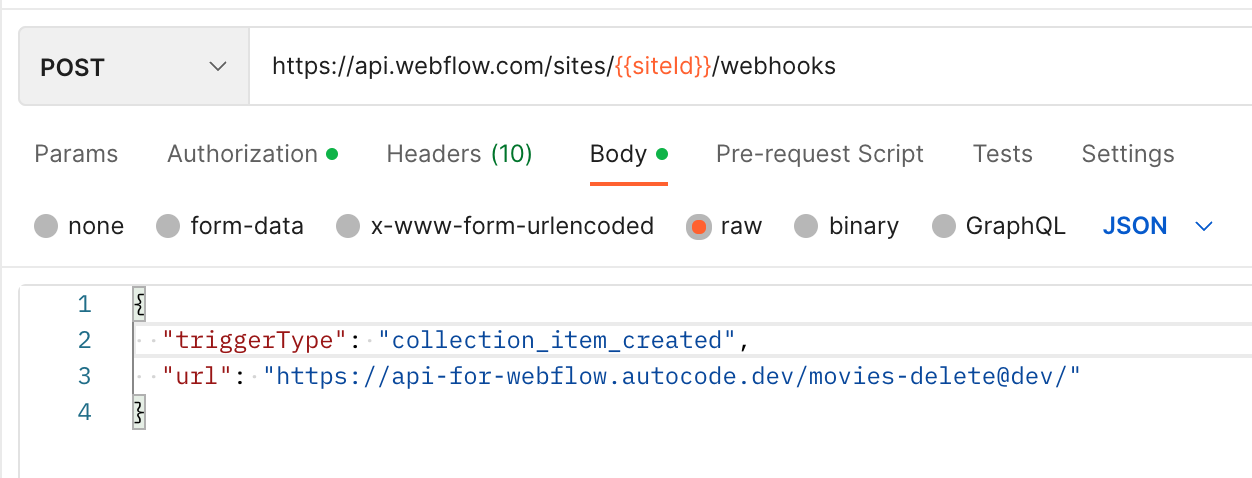 POST https://api.webflow.com/sites/{{siteId}}/webhooks
Params Authorization Headers (10) Body Pre-request Script Tests Settings
none form-data x-www-form-urlencoded raw binary GraphQL JSON
1 {
2 "triggerType": "collection_item_created",
3 "url": "https://api-for-webflow.autocode.dev/movies-delete@dev/"
4 }